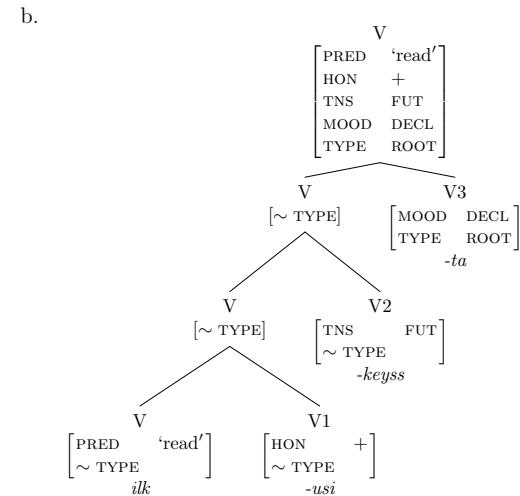 b.
V
PRED ‘read′
HON +
TNS FUT
MOOD DECL
TYPE ROOT
V V3
[∼ TYPE] MOOD DECL
TYPE ROOT
-ta
V V2
[∼ TYPE] TNS FUT
∼ TYPE
-keyss
V V1
PRED ‘read′ HON +
∼ TYPE ∼ TYPE
ilk -usi